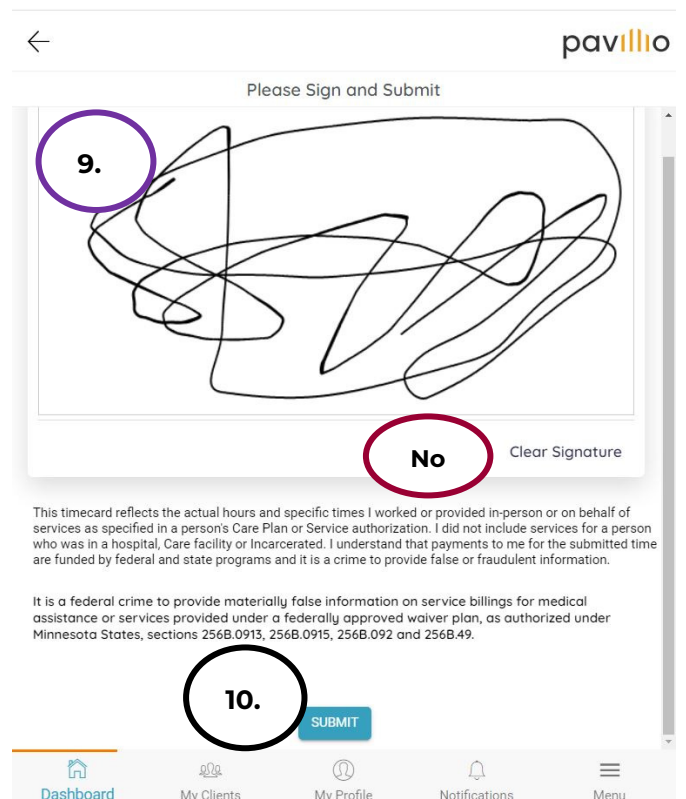 pavillio
Please Sign and Submit
9.
No
Clear Signature
This timecard reflects the actual hours and specific times I worked or provided in-person or on behalf of
services as specified in a person's Care Plan or Service authorization. I did not include services for a person
who was in a hospital, Care facility or Incarcerated. I understand that payments to me for the submitted time
are funded by federal and state programs and it is a crime to provide false or fraudulent information.
It is a federal crime to provide materially false information on service billings for medical
assistance or services provided under a federally approved waiver plan, as authorized under
Minnesota States, sections 256B.0913, 256B.0915, 256B.092 and 256B.49.
10.
SUBMIT
Dashboard My Clients My Profile Notifications Menu